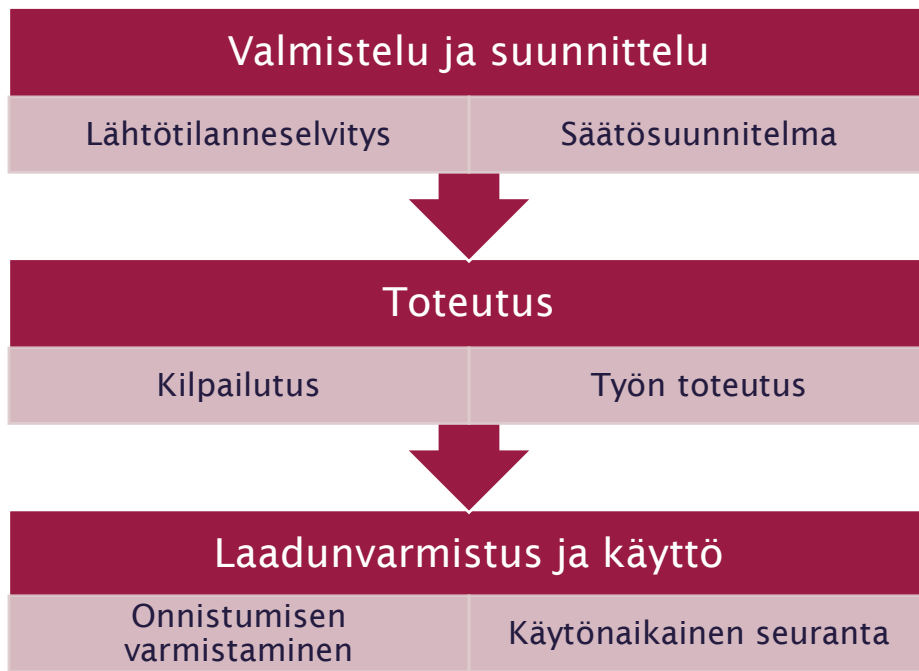 Valmistelu ja suunnittelu
Lähtötilanneselvitys
Säätösuunnitelma
Toteutus
Kilpailutus
Työn toteutus
Laadunvarmistus ja käyttö
Onnistumisen
varmistaminen
Käytönaikainen seuranta